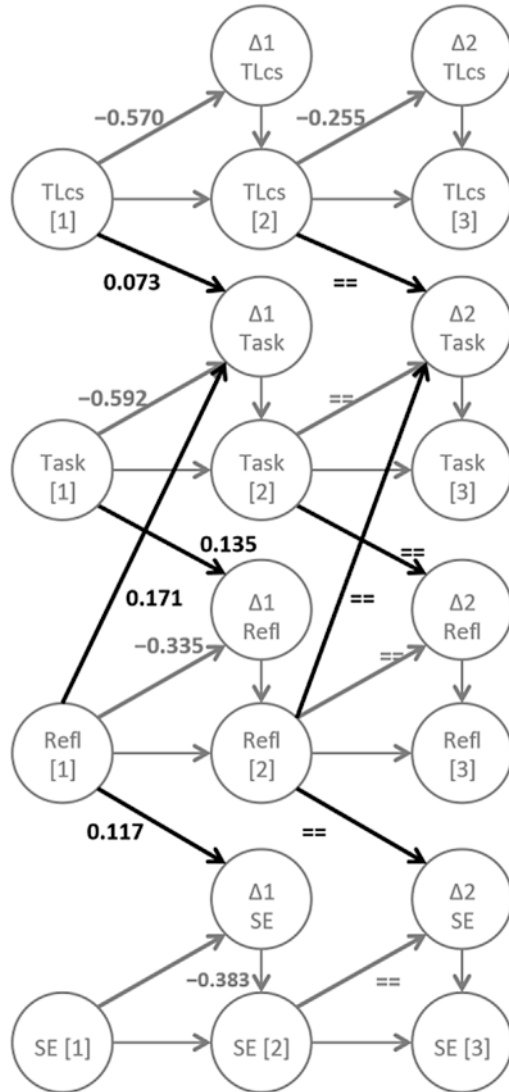 Δ1 Δ2
TLcs TLcs
−0.570 −0.255
TLcs TLcs TLcs
[1] [2] [3]
0.073 ==
Δ1 Δ2
Task Task
−0.592 ==
Task Task Task
[1] [2] [3]
0.135 ==
0.171 ==
Δ1 Δ2
Refl Refl
−0.335 ==
Refl Refl Refl
[1] [2] [3]
0.117 ==
Δ1 Δ2
SE SE
−0.383 ==
SE [1] SE [2] SE [3]